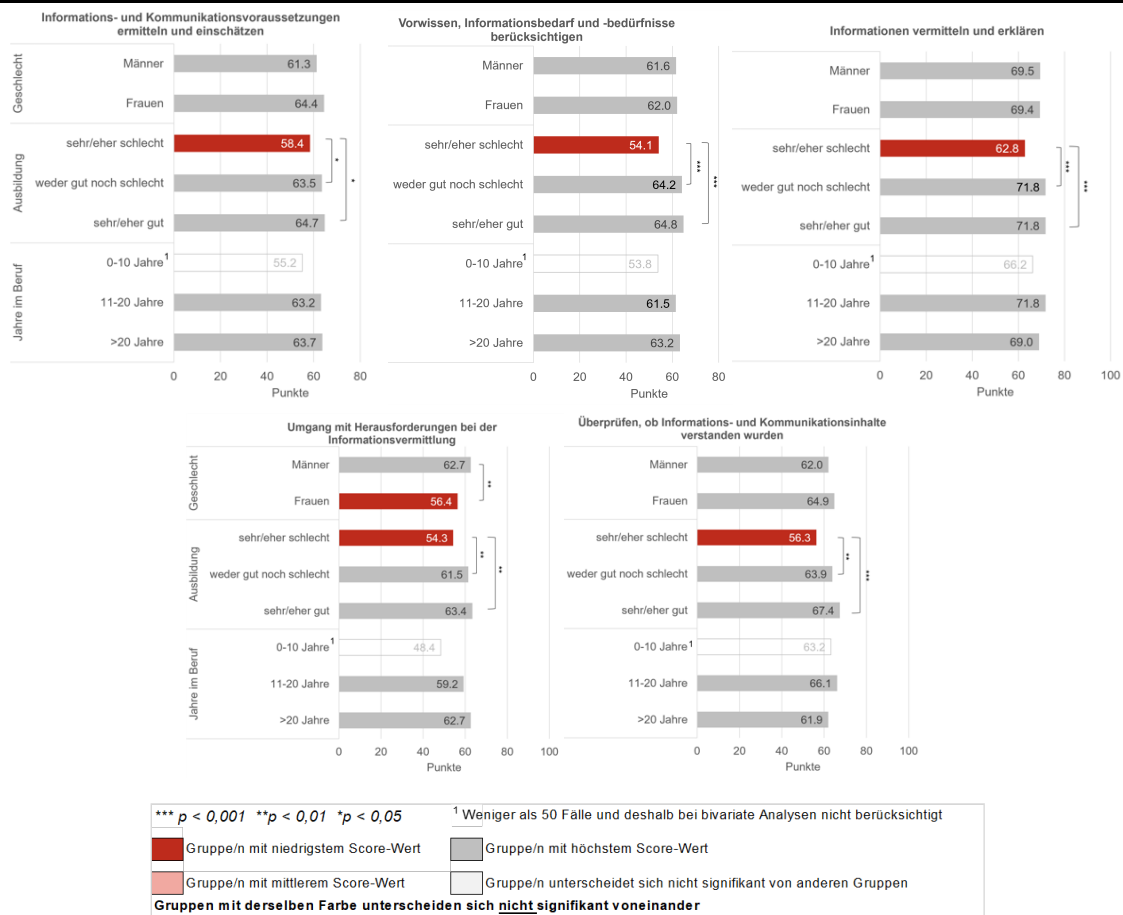 Informations- und Kommunikationsvoraussetzungen
ermitteln und einschätzen
Geschlecht
Männer 61.3
Frauen 64.4
Ausbildung
sehr/eher schlecht 58.4
weder gut noch schlecht 63.5
sehr/eher gut 64.7
*
*
Jahre im Beruf
0-10 Jahre¹ 55.2
11-20 Jahre 63.2
>20 Jahre 63.7
0 20 40 60 80
Punkte
Vorwissen, Informationsbedarf und -bedürfnisse
berücksichtigen
Männer 61.6
Frauen 62.0
sehr/eher schlecht 54.1
weder gut noch schlecht 64.2
sehr/eher gut 64.8
***
***
0-10 Jahre¹ 53.8
11-20 Jahre 61.5
>20 Jahre 63.2
0 20 40 60 80
Punkte
Informationen vermitteln und erklären
Männer 69.5
Frauen 69.4
sehr/eher schlecht 62.8
weder gut noch schlecht 71.8
sehr/eher gut 71.8
***
***
0-10 Jahre¹ 66.2
11-20 Jahre 71.8
>20 Jahre 69.0
0 20 40 60 80 100
Punkte
Umgang mit Herausforderungen bei der
Informationsvermittlung
Geschlecht
Männer 62.7
Frauen 56.4
**
Ausbildung
sehr/eher schlecht 54.3
weder gut noch schlecht 61.5
sehr/eher gut 63.4
**
**
Jahre im Beruf
0-10 Jahre¹ 48.4
11-20 Jahre 59.2
>20 Jahre 62.7
0 20 40 60 80 100
Punkte
Überprüfen, ob Informations- und Kommunikationsinhalte
verstanden wurden
Männer 62.0
Frauen 64.9
sehr/eher schlecht 56.3
weder gut noch schlecht 63.9
sehr/eher gut 67.4
**
***
0-10 Jahre¹ 63.2
11-20 Jahre 66.1
>20 Jahre 61.9
0 20 40 60 80 100
Punkte
*** p < 0,001 **p < 0,01 *p < 0,05
¹ Weniger als 50 Fälle und deshalb bei bivariate Analysen nicht berücksichtigt
Gruppe/n mit niedrigstem Score-Wert
Gruppe/n mit höchstem Score-Wert
Gruppe/n mit mittlerem Score-Wert
Gruppe/n unterscheidet sich nicht signifikant von anderen Gruppen
Gruppen mit derselben Farbe unterscheiden sich nicht signifikant voneinander